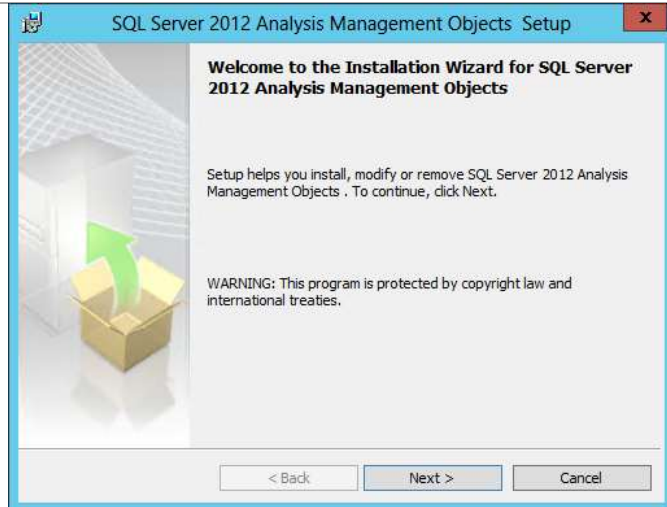 SQL Server 2012 Analysis Management Objects  Setup
x
Welcome to the Installation Wizard for SQL Server
2012 Analysis Management Objects
Setup helps you install, modify or remove SQL Server 2012 Analysis
Management Objects . To continue, click Next.
WARNING: This program is protected by copyright law and
international treaties.
< Back
Next >
Cancel